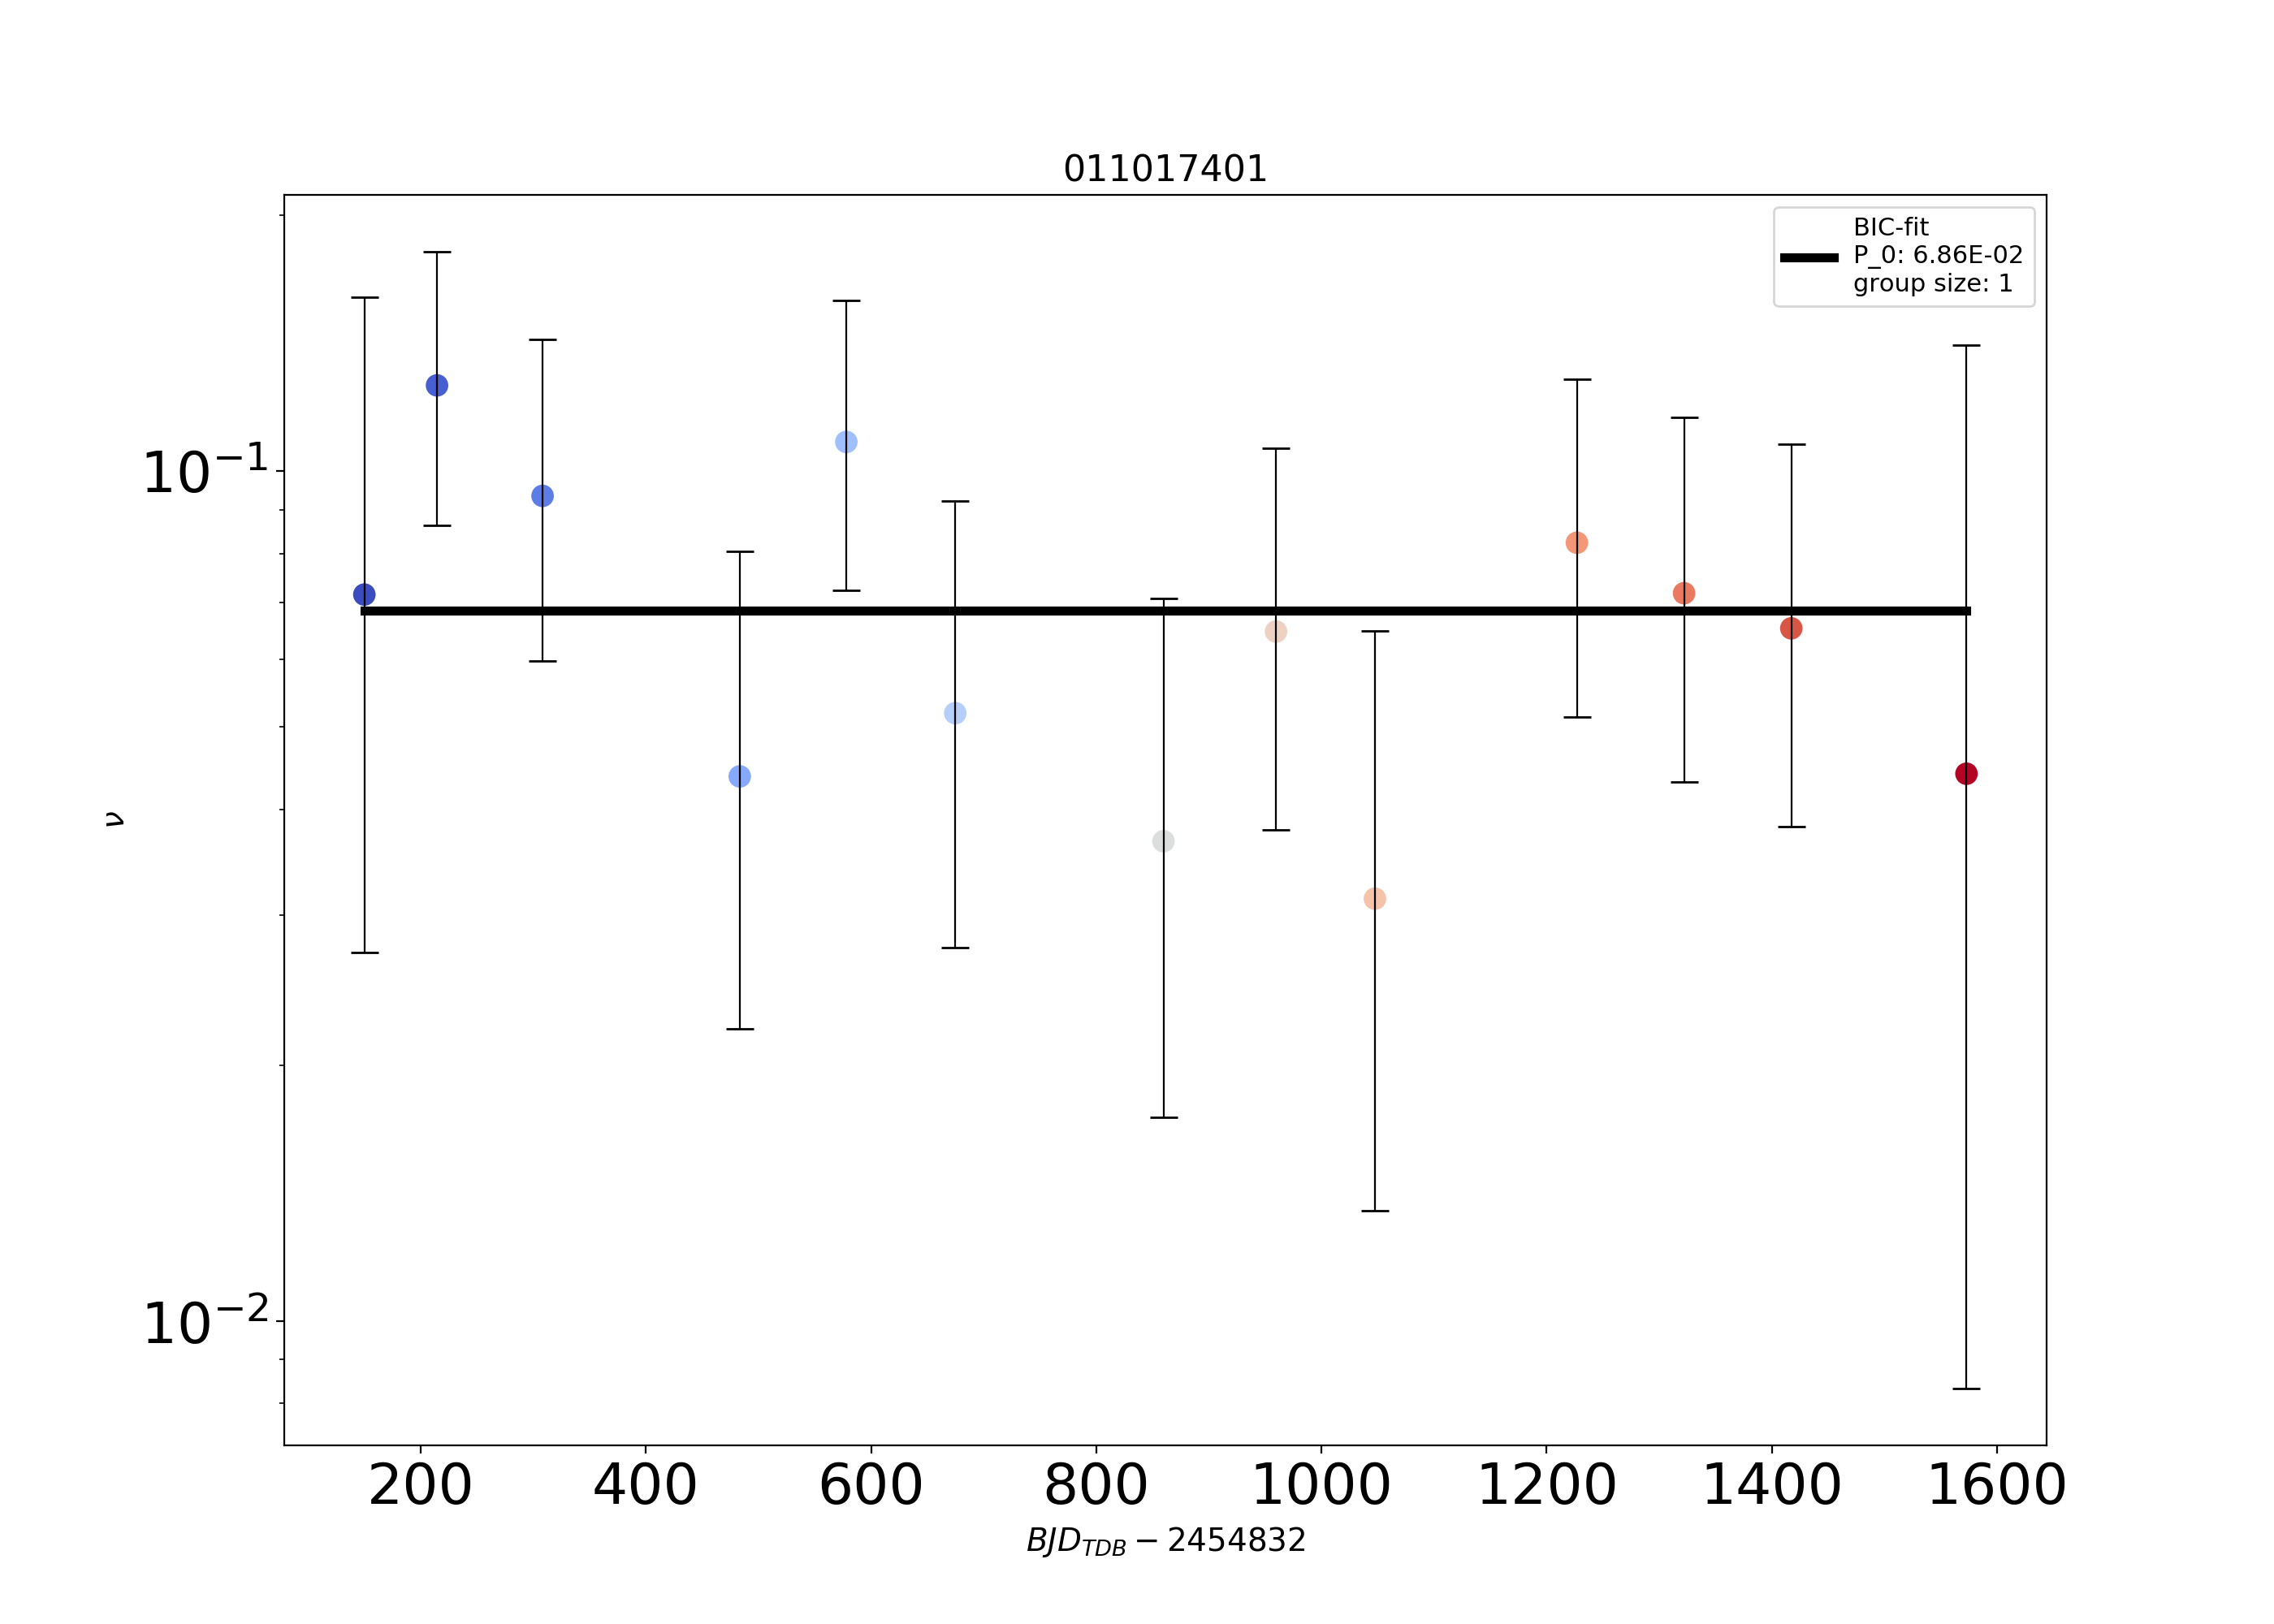 011017401
BIC-fit
P_0: 6.86E-02
group size: 1
10⁻¹
10⁻²
ν
200 400 600 800 1000 1200 1400 1600
BJD_TDB − 2454832